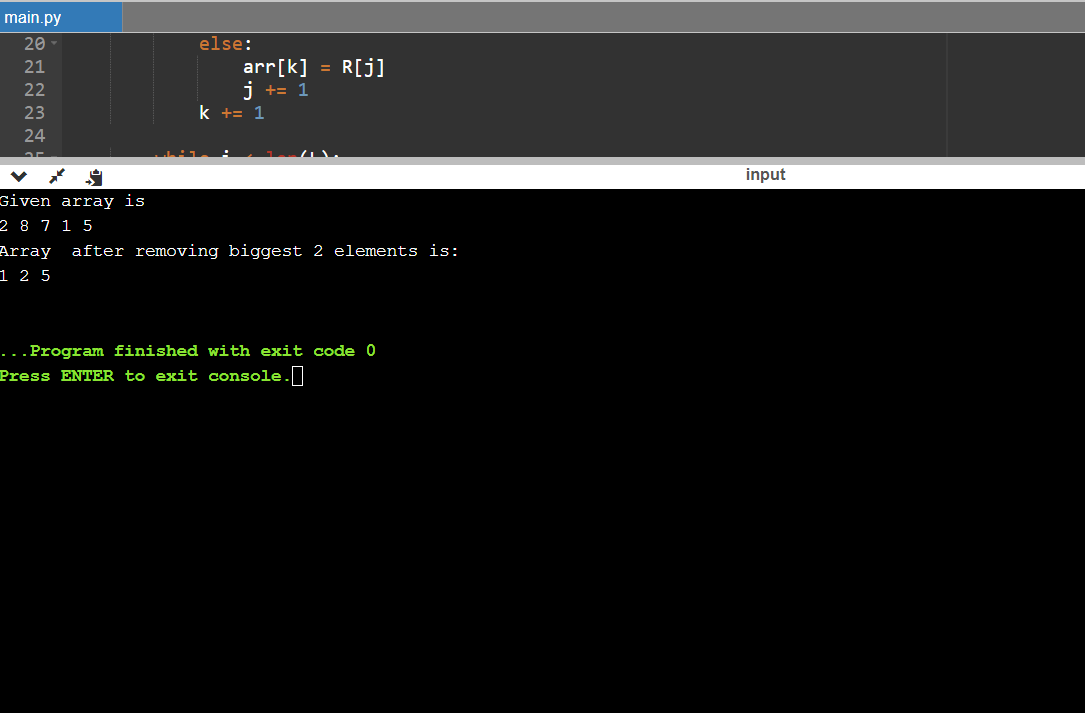 main.py
20 else:
21 arr[k] = R[j]
22 j += 1
23 k += 1
24
input
Given array is
2 8 7 1 5
Array  after removing biggest 2 elements is:
1 2 5
...Program finished with exit code 0
Press ENTER to exit console.